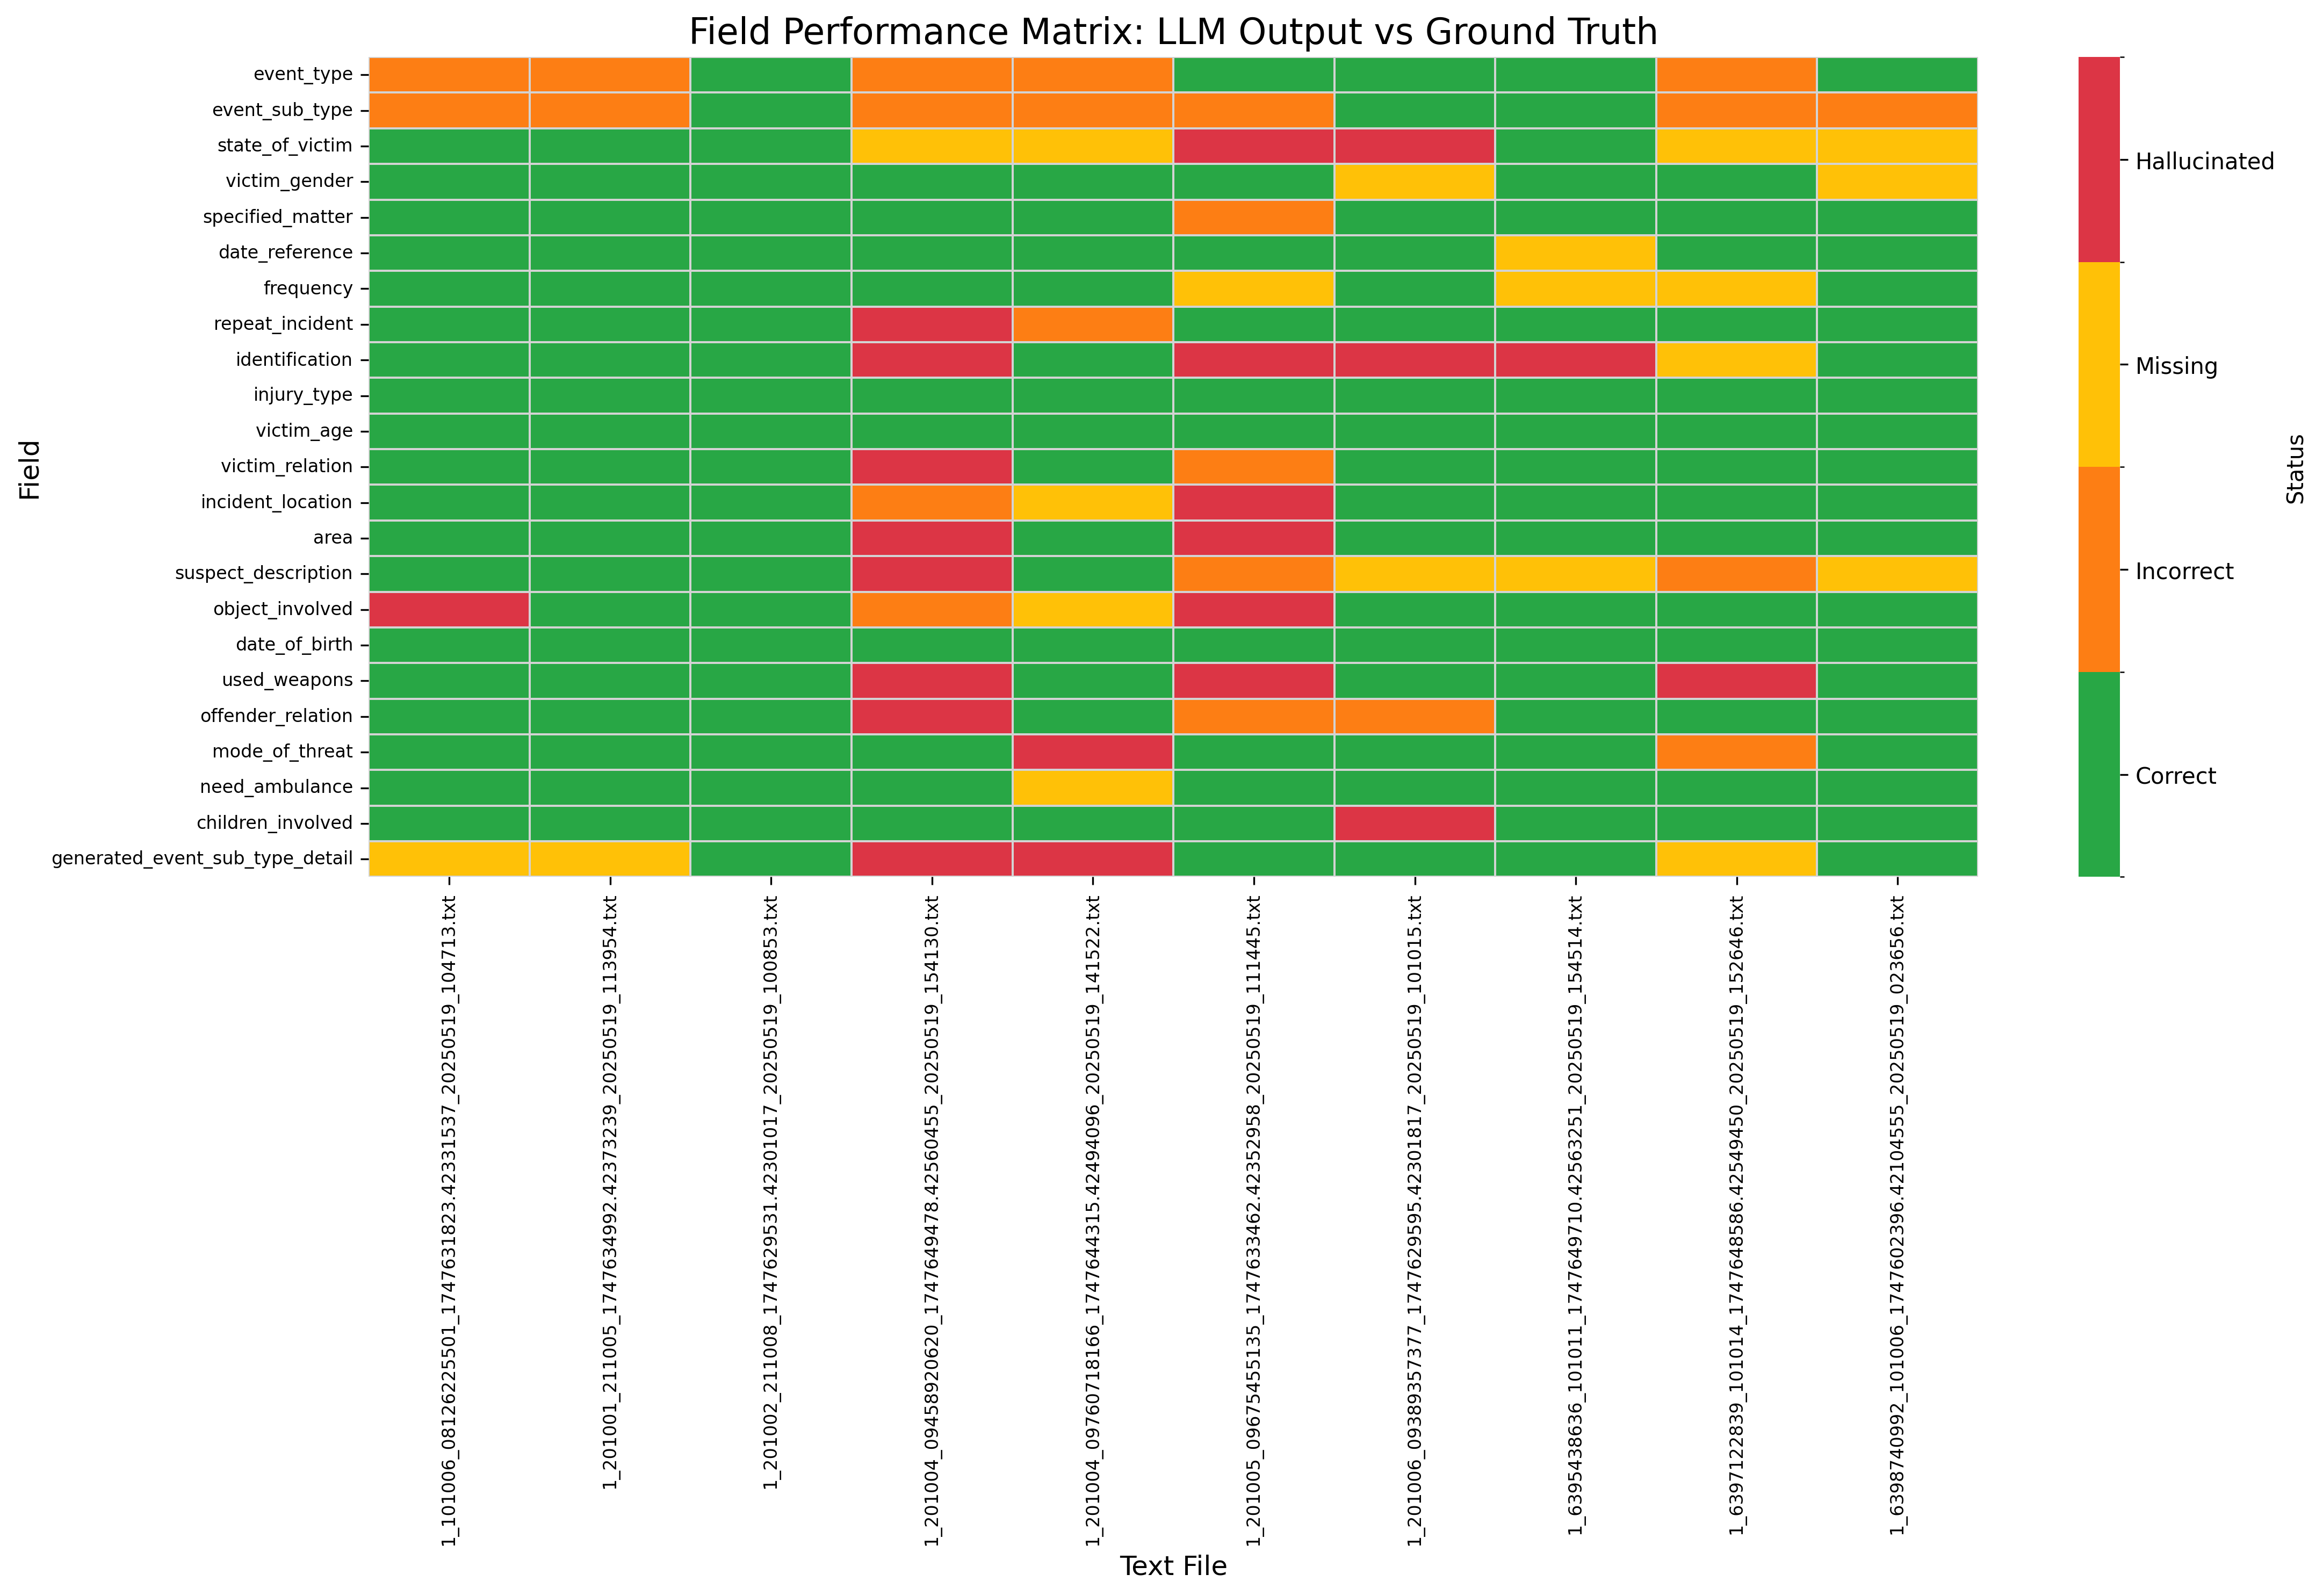 Field Performance Matrix: LLM Output vs Ground Truth
event_type
event_sub_type
state_of_victim
victim_gender
specified_matter
date_reference
frequency
repeat_incident
identification
injury_type
victim_age
victim_relation
incident_location
area
suspect_description
object_involved
date_of_birth
used_weapons
offender_relation
mode_of_threat
need_ambulance
children_involved
generated_event_sub_type_detail
Field
1_101006_081262225501_1747631823.42331537_20250519_104713.txt
1_201001_211005_1747634992.42373239_20250519_113954.txt
1_201002_211008_1747629531.42301017_20250519_100853.txt
1_201004_09458920620_1747649478.42560455_20250519_154130.txt
1_201004_09760718166_1747644315.42494096_20250519_141522.txt
1_201005_09675455135_1747633462.42352958_20250519_111445.txt
1_201006_09389357377_1747629595.42301817_20250519_101015.txt
1_6395438636_101011_1747649710.42563251_20250519_154514.txt
1_6397122839_101014_1747648586.42549450_20250519_152646.txt
1_6398740992_101006_1747602396.42104555_20250519_023656.txt
Text File
Hallucinated
Missing
Incorrect
Correct
Status